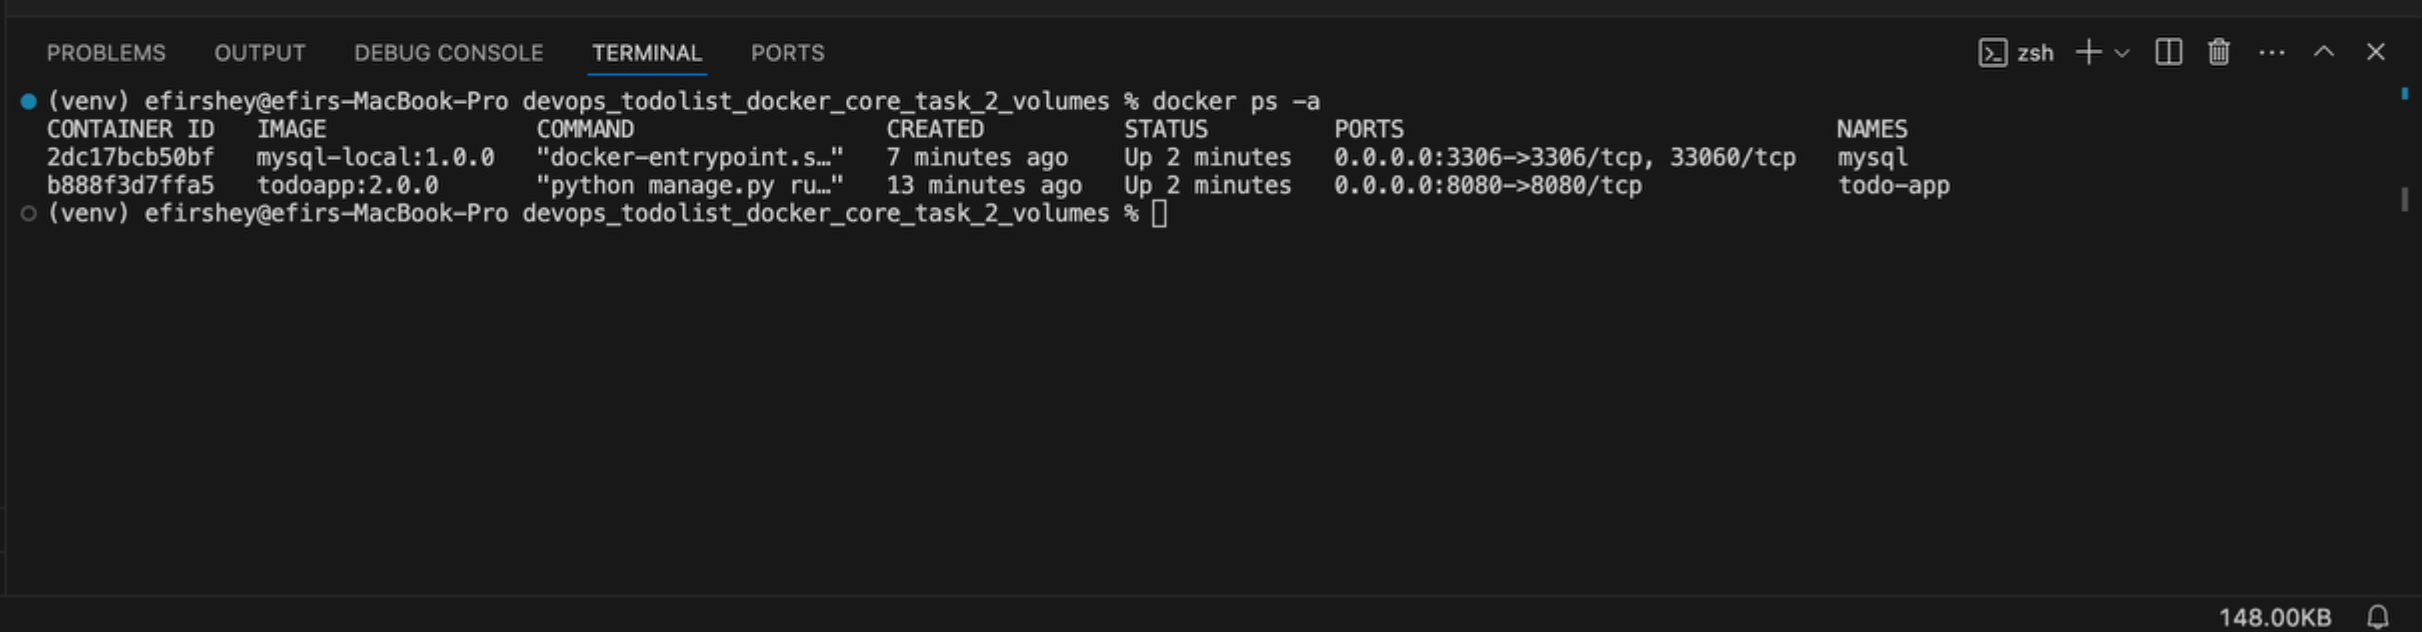 PROBLEMS OUTPUT DEBUG CONSOLE TERMINAL PORTS zsh
(venv) efirshey@efirs-MacBook-Pro devops_todolist_docker_core_task_2_volumes % docker ps -a
CONTAINER ID IMAGE COMMAND CREATED STATUS PORTS NAMES
2dc17bcb50bf mysql-local:1.0.0 "docker-entrypoint.s…" 7 minutes ago Up 2 minutes 0.0.0.0:3306->3306/tcp, 33060/tcp mysql
b888f3d7ffa5 todoapp:2.0.0 "python manage.py ru…" 13 minutes ago Up 2 minutes 0.0.0.0:8080->8080/tcp todo-app
(venv) efirshey@efirs-MacBook-Pro devops_todolist_docker_core_task_2_volumes %
148.00KB